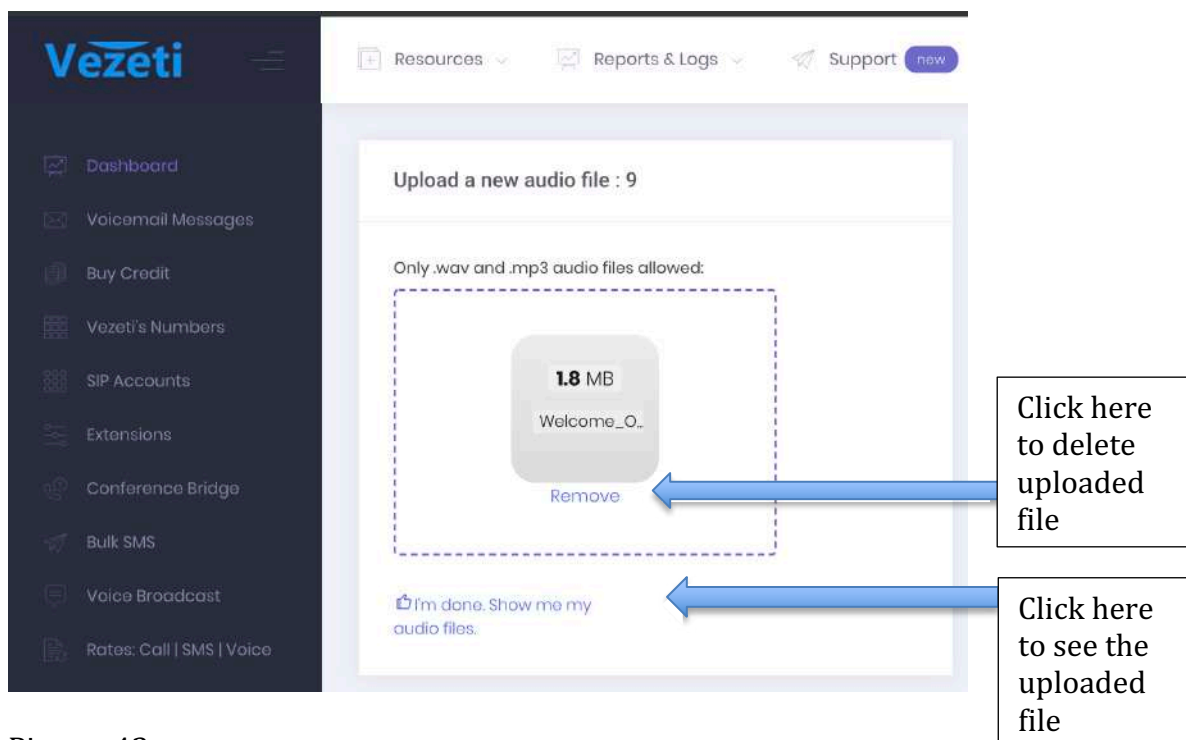 Vezeti
Resources
Reports & Logs
Support new
Dashboard
Voicemail Messages
Buy Credit
Vezeti's Numbers
SIP Accounts
Extensions
Conference Bridge
Bulk SMS
Voice Broadcast
Rates: Call | SMS | Voice
Upload a new audio file : 9
Only .wav and .mp3 audio files allowed:
1.8 MB
Welcome_O..
Remove
I'm done. Show me my
audio files.
Click here
to delete
uploaded
file
Click here
to see the
uploaded
file